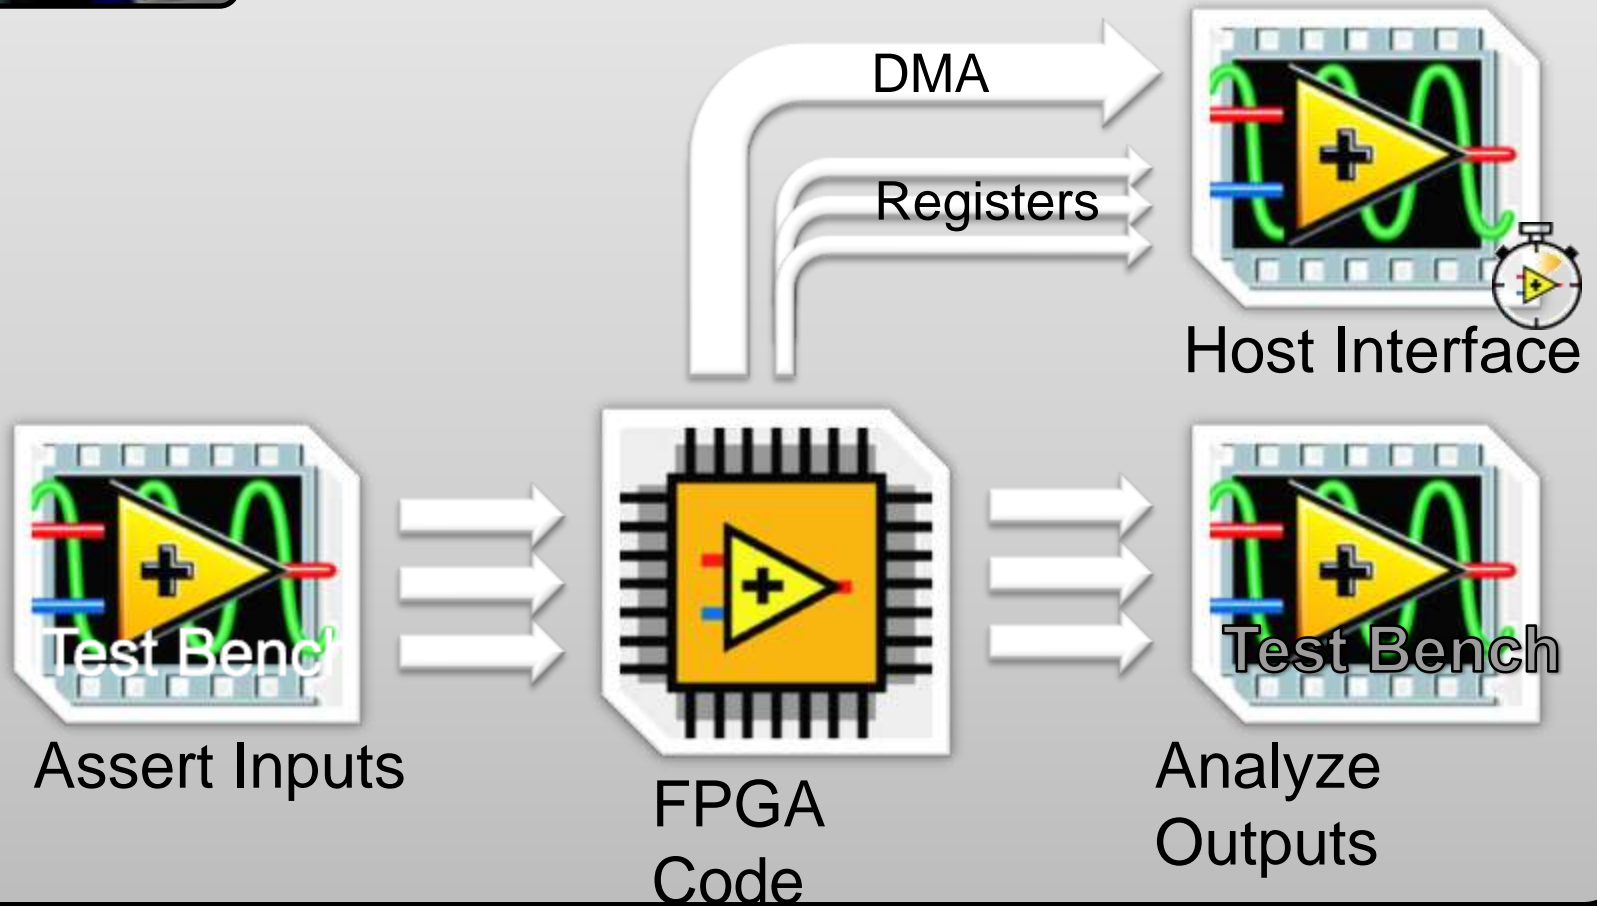 DMA
Registers
Host Interface
Test Bench
Test Bench
Assert Inputs
FPGA
Code
Analyze
Outputs